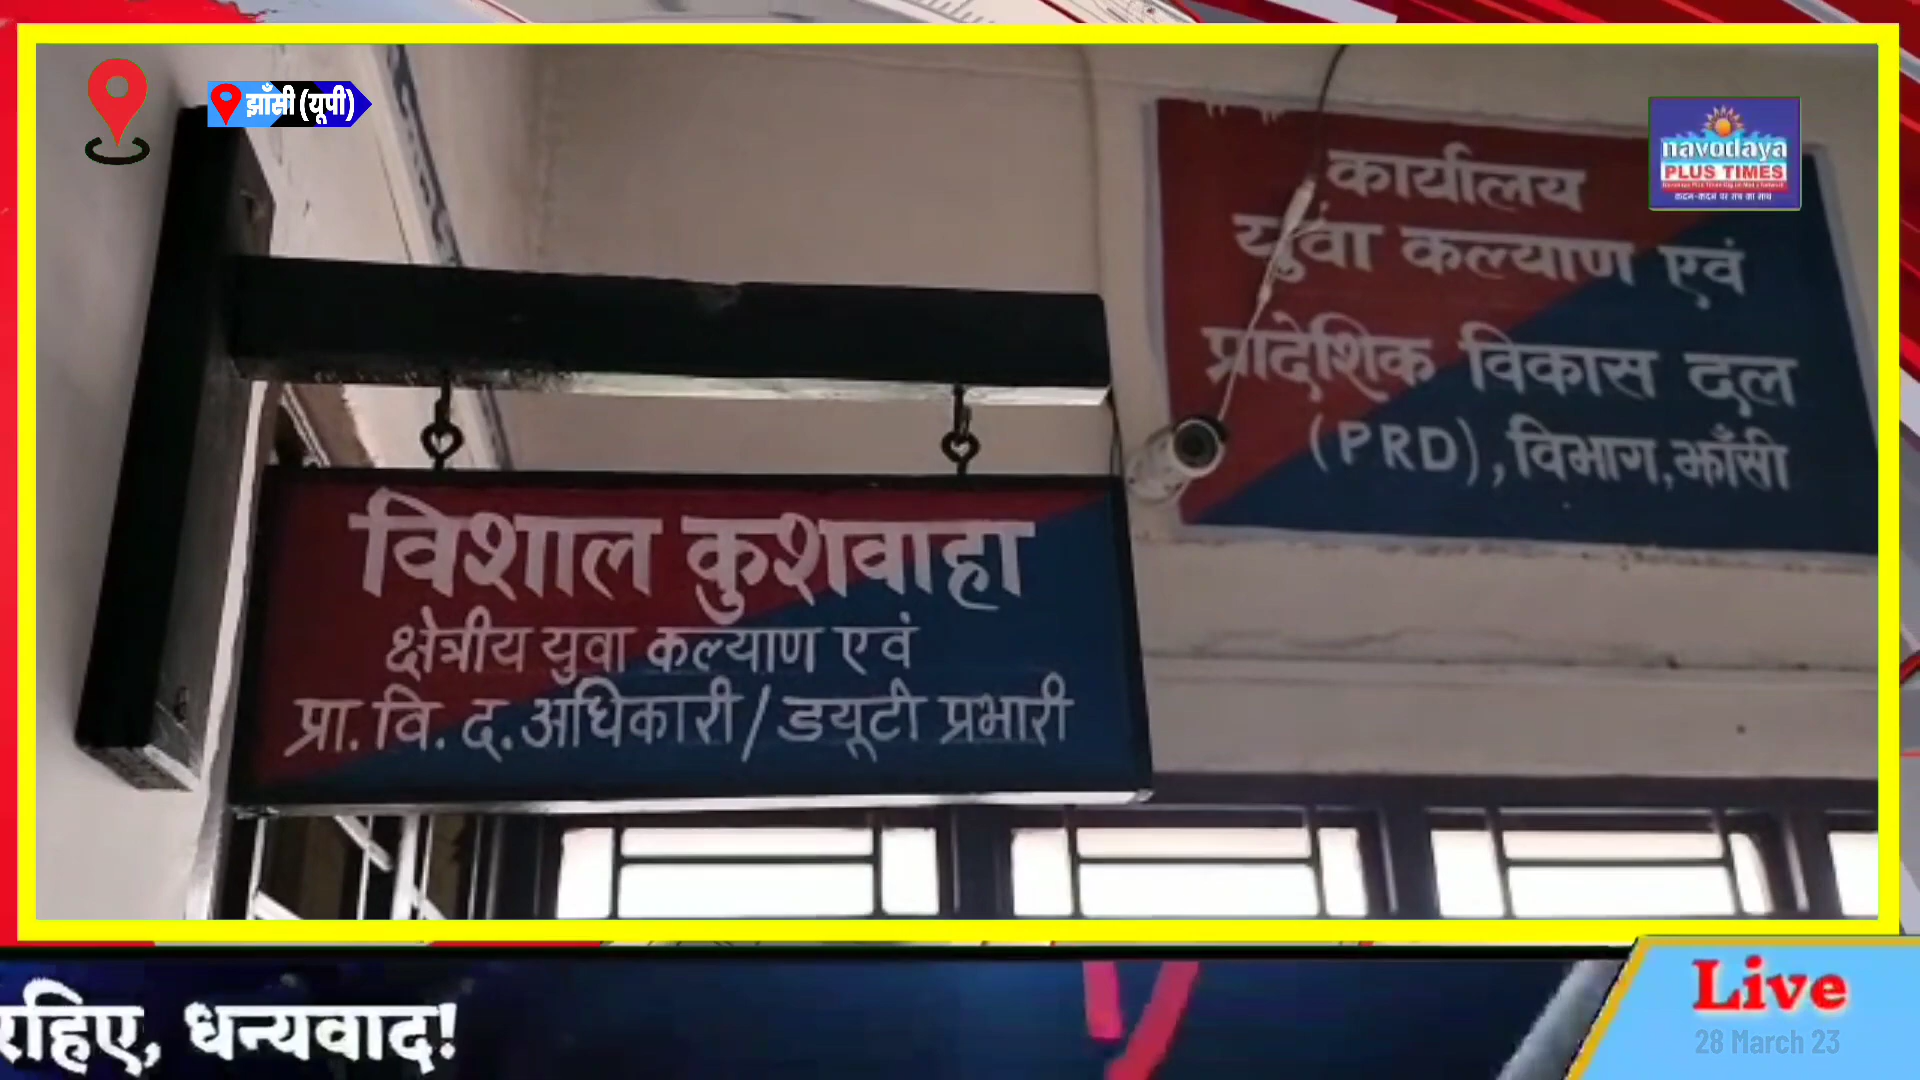 झाँसी (यूपी)
navodaya
PLUS TIMES
कार्यालय
युवा कल्याण एवं
प्रादेशिक विकास दल
(PRD), विभाग, झाँसी
विशाल कुशवाहा
क्षेत्रीय युवा कल्याण एवं
प्रा. वि. द. अधिकारी/डयूटी प्रभारी
रहिए, धन्यवाद!
Live
28 March 23